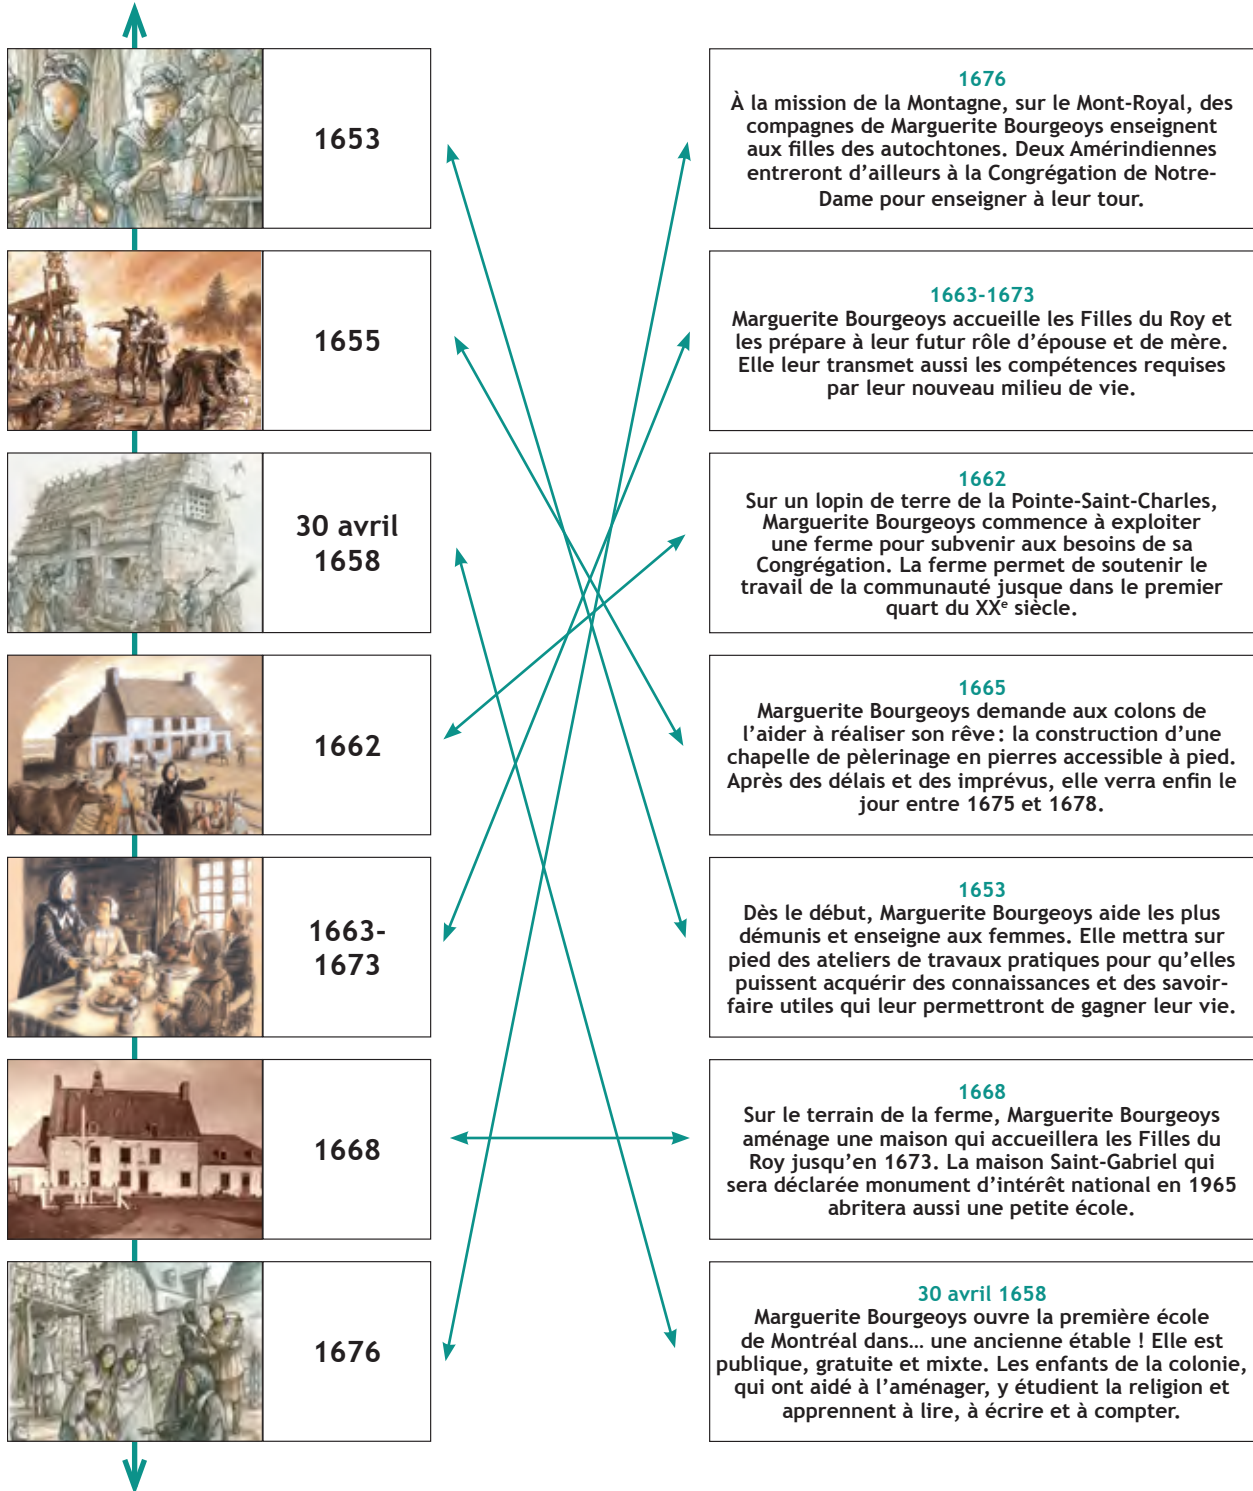 1653
1655
30 avril
1658
1662
1663-
1673
1668
1676
1676
À la mission de la Montagne, sur le Mont-Royal, des
compagnes de Marguerite Bourgeoys enseignent
aux filles des autochtones. Deux Amérindiennes
entreront d’ailleurs à la Congrégation de Notre-
Dame pour enseigner à leur tour.
1663-1673
Marguerite Bourgeoys accueille les Filles du Roy et
les prépare à leur futur rôle d’épouse et de mère.
Elle leur transmet aussi les compétences requises
par leur nouveau milieu de vie.
1662
Sur un lopin de terre de la Pointe-Saint-Charles,
Marguerite Bourgeoys commence à exploiter
une ferme pour subvenir aux besoins de sa
Congrégation. La ferme permet de soutenir le
travail de la communauté jusque dans le premier
quart du XXe siècle.
1665
Marguerite Bourgeoys demande aux colons de
l’aider à réaliser son rêve : la construction d’une
chapelle de pèlerinage en pierres accessible à pied.
Après des délais et des imprévus, elle verra enfin le
jour entre 1675 et 1678.
1653
Dès le début, Marguerite Bourgeoys aide les plus
démunis et enseigne aux femmes. Elle mettra sur
pied des ateliers de travaux pratiques pour qu’elles
puissent acquérir des connaissances et des savoir-
faire utiles qui leur permettront de gagner leur vie.
1668
Sur le terrain de la ferme, Marguerite Bourgeoys
aménage une maison qui accueillera les Filles du
Roy jusqu’en 1673. La maison Saint-Gabriel qui
sera déclarée monument d’intérêt national en 1965
abritera aussi une petite école.
30 avril 1658
Marguerite Bourgeoys ouvre la première école
de Montréal dans… une ancienne étable ! Elle est
publique, gratuite et mixte. Les enfants de la colonie,
qui ont aidé à l’aménager, y étudient la religion et
apprennent à lire, à écrire et à compter.